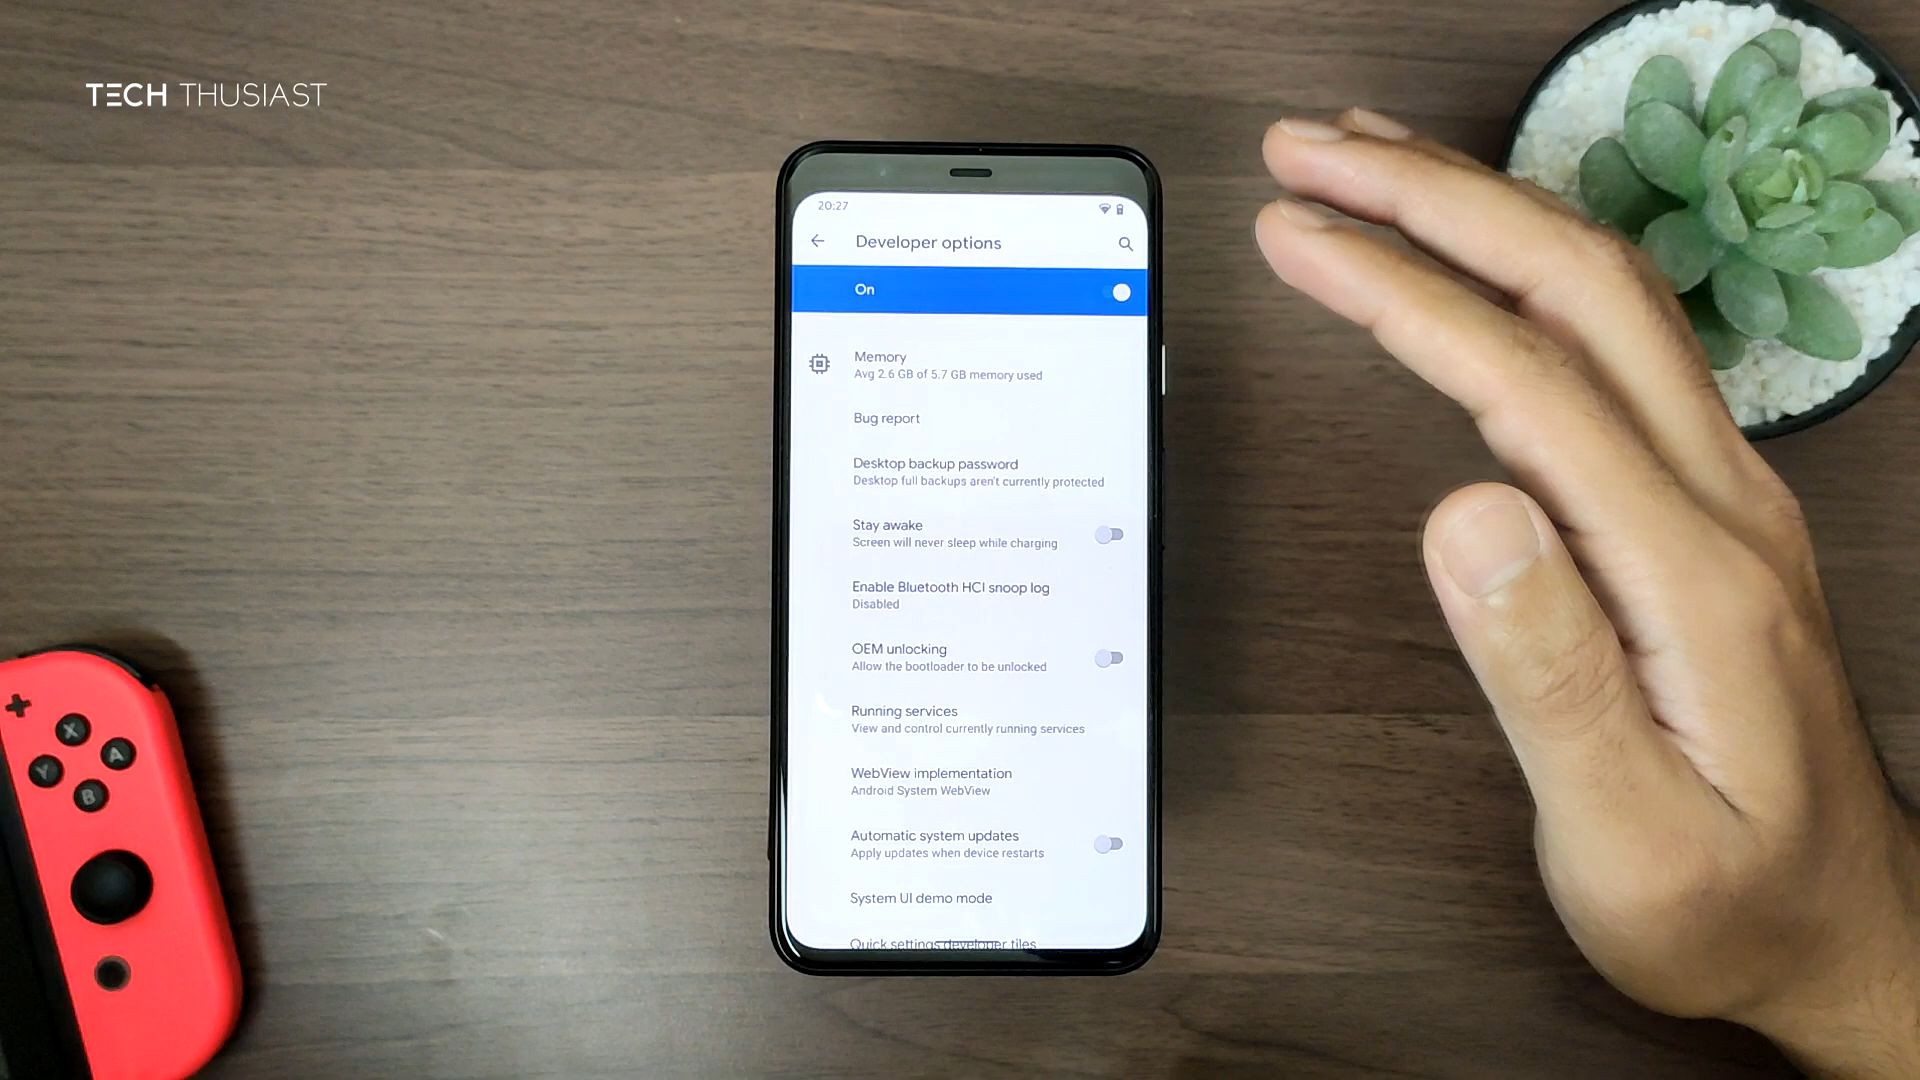 TECH THUSIAST
20:27
Developer options
On
Memory
Avg 2.6 GB of 5.7 GB memory used
Bug report
Desktop backup password
Desktop full backups aren't currently protected
Stay awake
Screen will never sleep while charging
Enable Bluetooth HCI snoop log
Disabled
OEM unlocking
Allow the bootloader to be unlocked
Running services
View and control currently running services
WebView implementation
Android System WebView
Automatic system updates
Apply updates when device restarts
System UI demo mode
Quick settings developer tiles
X
A
Y
B